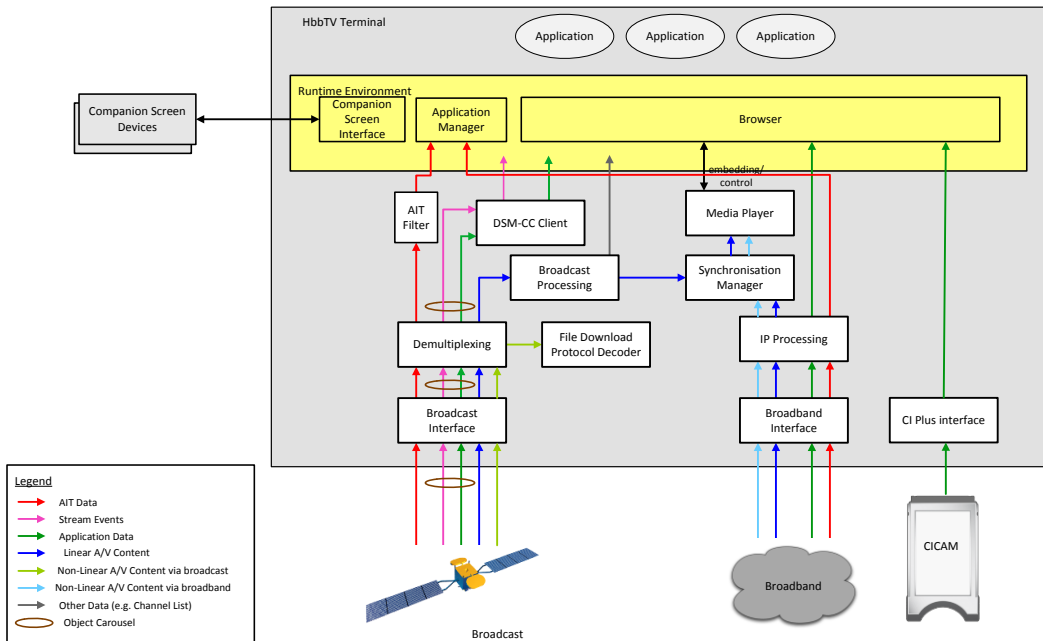 HbbTV Terminal
Application
Application
Application
Runtime Environment
Companion Screen
Devices
Companion
Screen
Interface
Application
Manager
Browser
embedding/
control
AIT
Filter
DSM-CC Client
Media Player
Broadcast
Processing
Synchronisation
Manager
Demultiplexing
File Download
Protocol Decoder
IP Processing
Broadcast
Interface
Broadband
Interface
CI Plus interface
Legend
AIT Data
Stream Events
Application Data
Linear A/V Content
Non-Linear A/V Content via broadcast
Non-Linear A/V Content via broadband
Other Data (e.g. Channel List)
Object Carousel
Broadcast
Broadband
CICAM